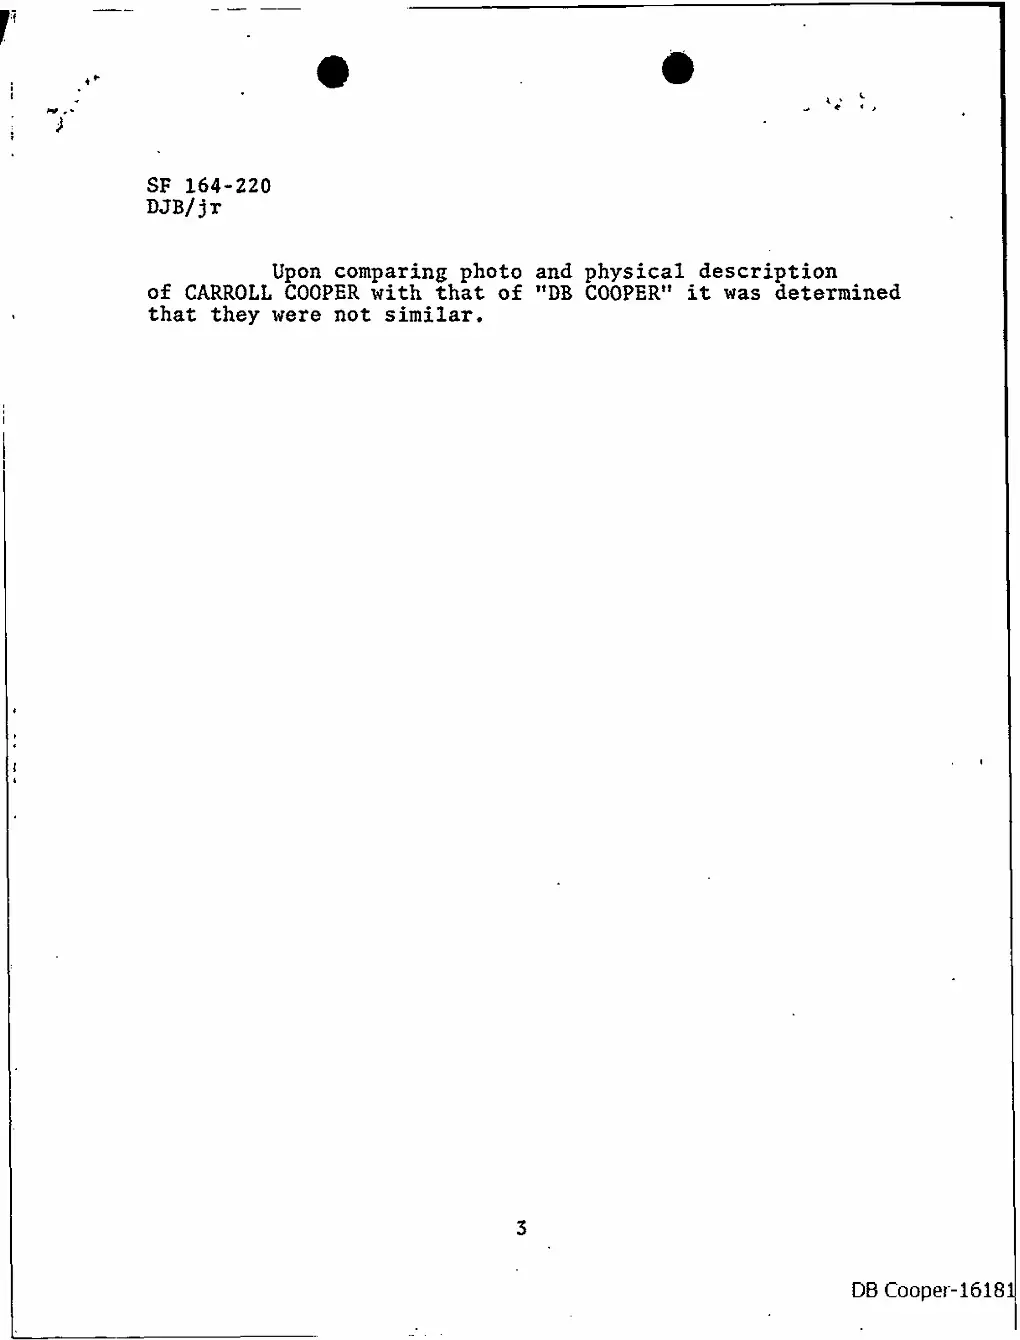 SF 164-220
DJB/jr
Upon comparing photo and physical description
of CARROLL COOPER with that of "DB COOPER" it was determined
that they were not similar.
3
DB Cooper-16181